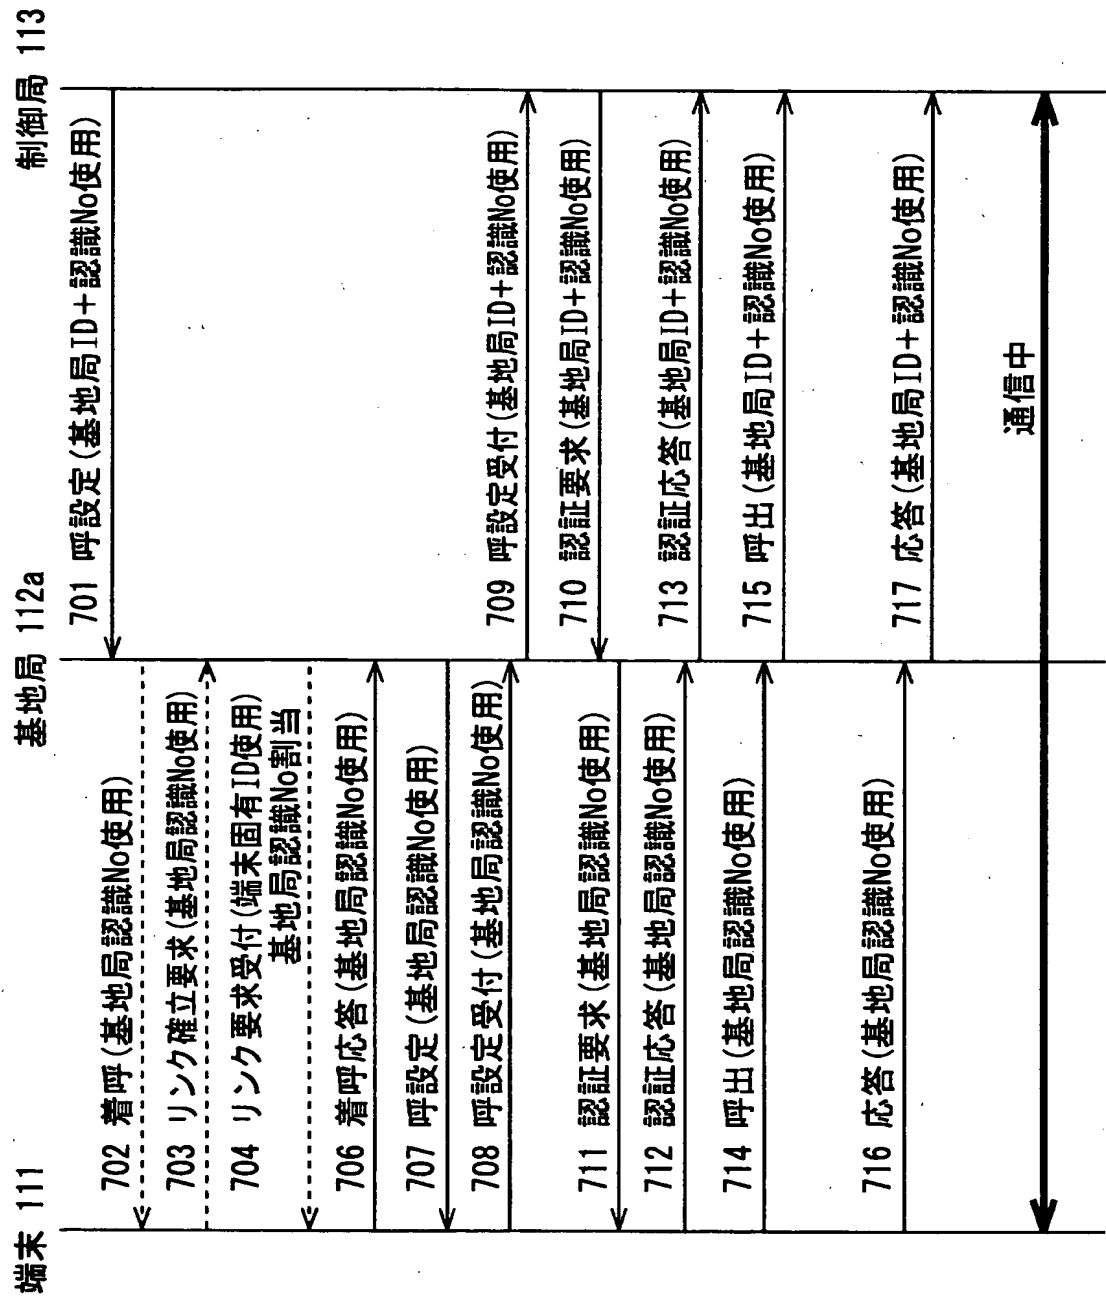 端末 111
基地局 112a
制御局 113
701 呼設定(基地局ID+認識No使用)
702 着呼(基地局認識No使用)
703 リンク確立要求(基地局認識No使用)
704 リンク要求受付(端末固有ID使用)
基地局認識No割当
706 着呼応答(基地局認識No使用)
707 呼設定(基地局認識No使用)
708 呼設定受付(基地局認識No使用)
709 呼設定受付(基地局ID+認識No使用)
710 認証要求(基地局ID+認識No使用)
711 認証要求(基地局認識No使用)
712 認証応答(基地局認識No使用)
713 認証応答(基地局ID+認識No使用)
714 呼出(基地局認識No使用)
715 呼出(基地局ID+認識No使用)
716 応答(基地局認識No使用)
717 応答(基地局ID+認識No使用)
通信中